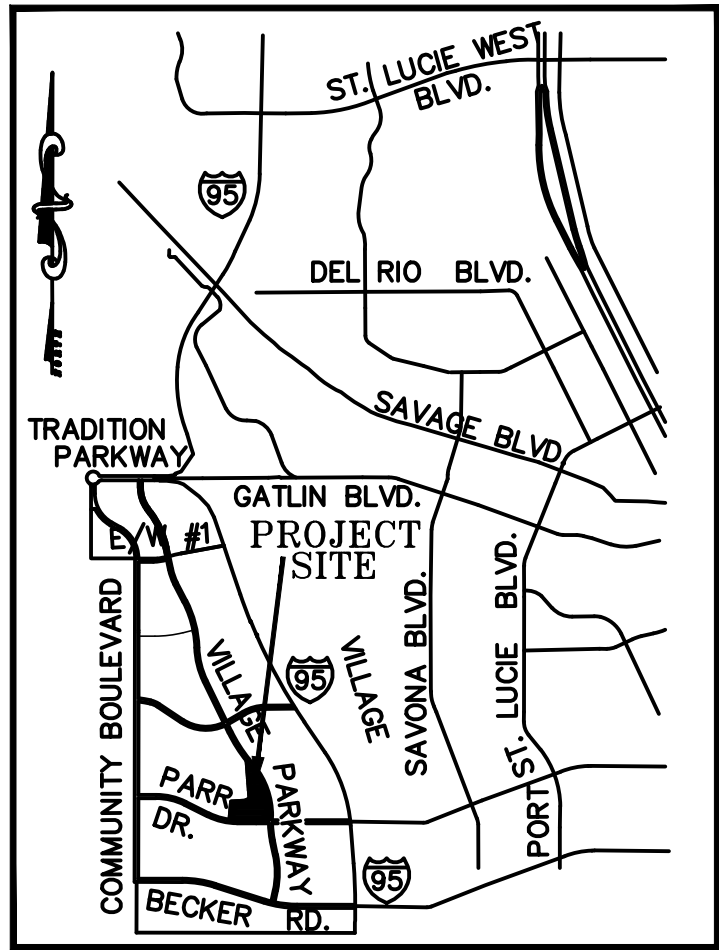 ST. LUCIE WEST
BLVD.
95
DEL RIO BLVD.
NORTH
SAVAGE BLVD
TRADITION
PARKWAY
GATLIN BLVD.
E/W #1
PROJECT
SITE
COMMUNITY BOULEVARD
VILLAGE
95
VILLAGE
SAVONA BLVD.
PORT ST. LUCIE BLVD.
PARR
DR.
PARKWAY
95
BECKER RD.